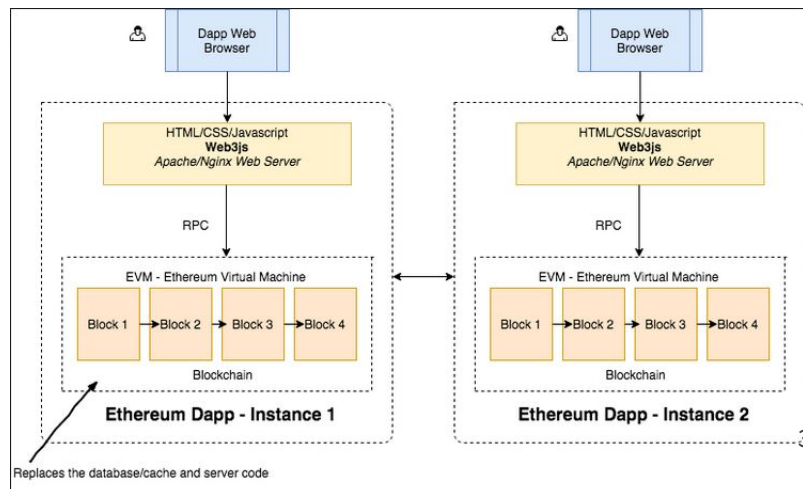 Dapp Web
Browser
HTML/CSS/Javascript
Web3js
Apache/Nginx Web Server
RPC
EVM - Ethereum Virtual Machine
Block 1
Block 2
Block 3
Block 4
Blockchain
Ethereum Dapp - Instance 1
Replaces the database/cache and server code
Dapp Web
Browser
HTML/CSS/Javascript
Web3js
Apache/Nginx Web Server
RPC
EVM - Ethereum Virtual Machine
Block 1
Block 2
Block 3
Block 4
Blockchain
Ethereum Dapp - Instance 2